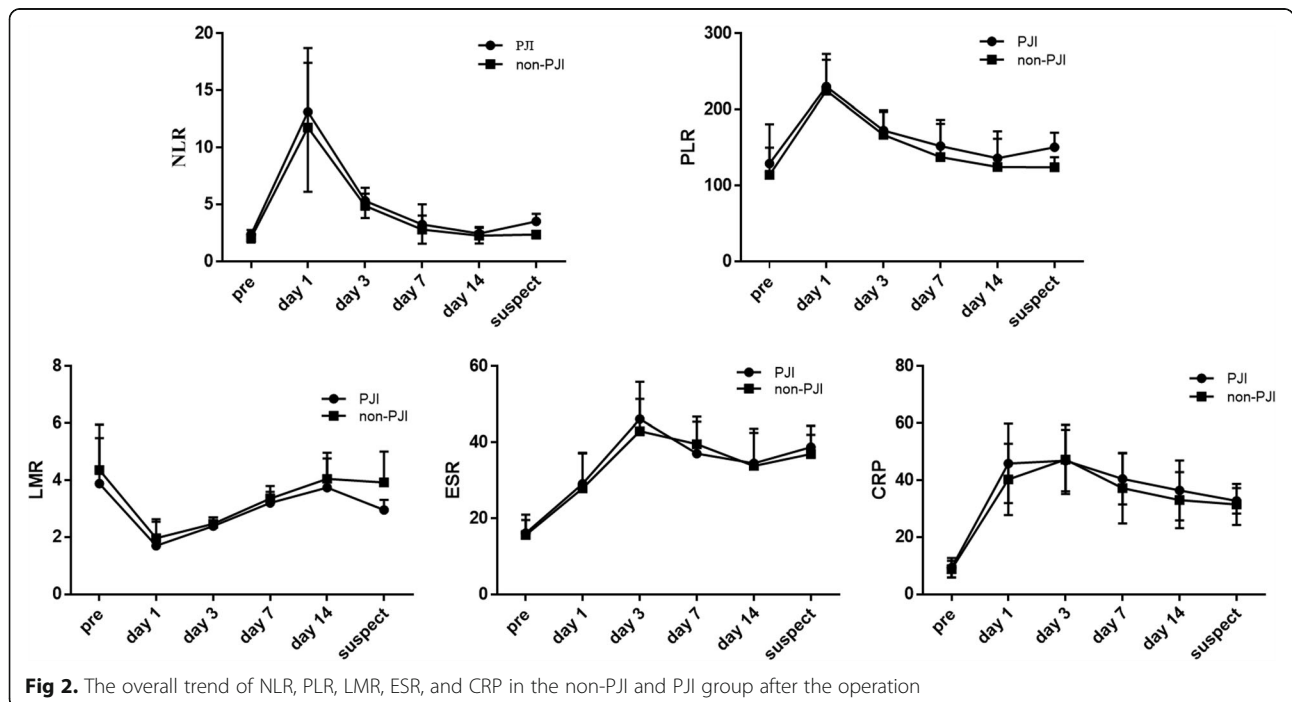 20
15
10
5
0
NLR
PJI
non-PJI
pre
day 1
day 3
day 7
day 14
suspect
300
200
100
0
PLR
PJI
non-PJI
pre
day 1
day 3
day 7
day 14
suspect
8
6
4
2
0
LMR
PJI
non-PJI
pre
day 1
day 3
day 7
day 14
suspect
60
40
20
0
ESR
PJI
non-PJI
pre
day 1
day 3
day 7
day 14
suspect
80
60
40
20
0
CRP
PJI
non-PJI
pre
day 1
day 3
day 7
day 14
suspect
Fig 2. The overall trend of NLR, PLR, LMR, ESR, and CRP in the non-PJI and PJI group after the operation